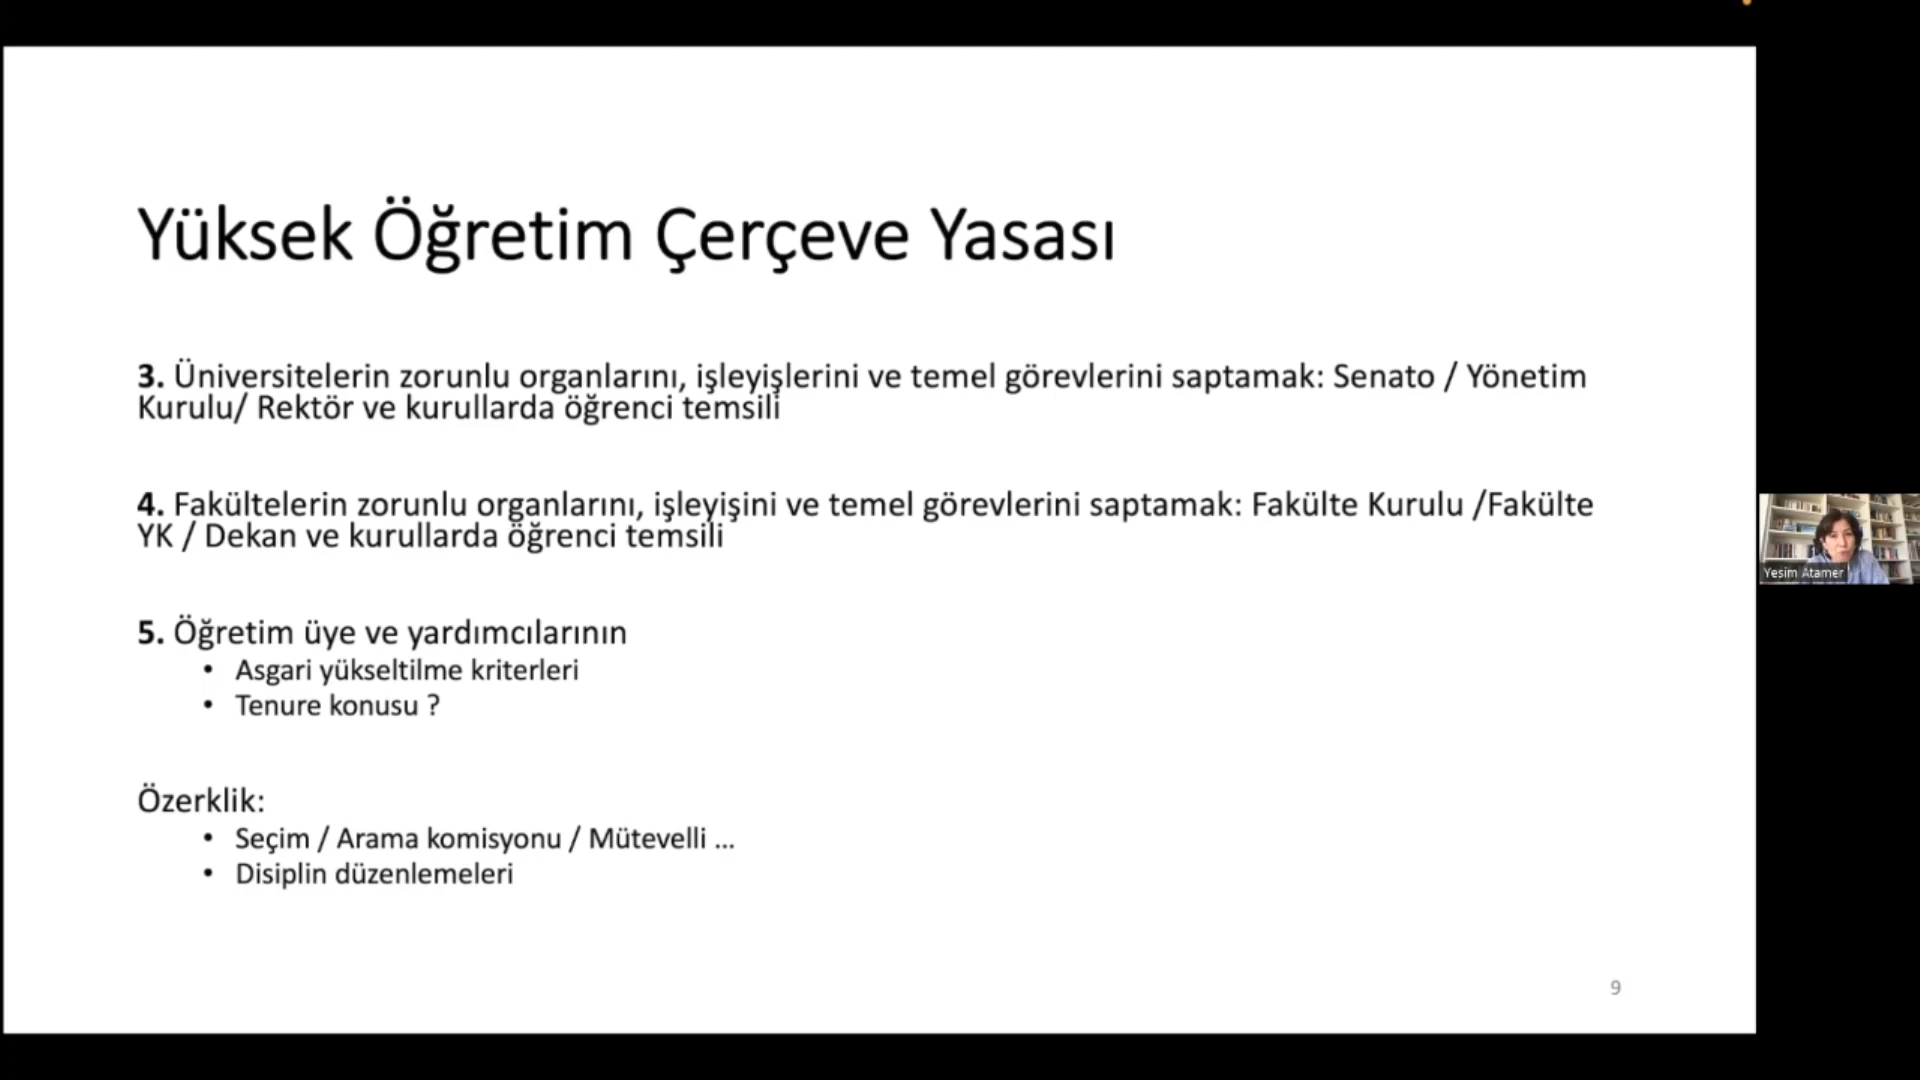 Yüksek Öğretim Çerçeve Yasası
3. Üniversitelerin zorunlu organlarını, işleyişlerini ve temel görevlerini saptamak: Senato / Yönetim
Kurulu/ Rektör ve kurullarda öğrenci temsili
4. Fakültelerin zorunlu organlarını, işleyişini ve temel görevlerini saptamak: Fakülte Kurulu /Fakülte
YK / Dekan ve kurullarda öğrenci temsili
5. Öğretim üye ve yardımcılarının
• Asgari yükseltilme kriterleri
• Tenure konusu ?
Özerklik:
• Seçim / Arama komisyonu / Mütevelli ...
• Disiplin düzenlemeleri
9
Yesim Atamer